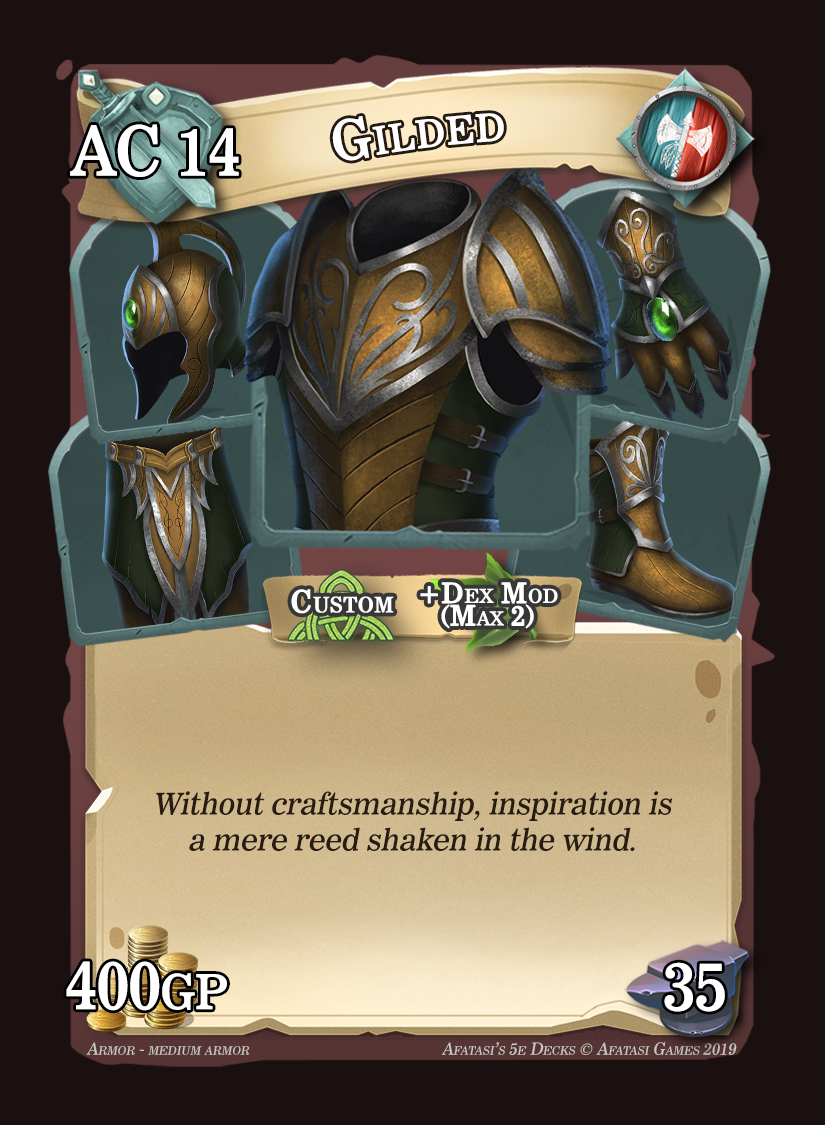 AC 14
Gilded
Custom
+Dex Mod
(Max 2)
Without craftsmanship, inspiration is
a mere reed shaken in the wind.
400GP
35
Armor - medium armor
Afatasi's 5e Decks © Afatasi Games 2019